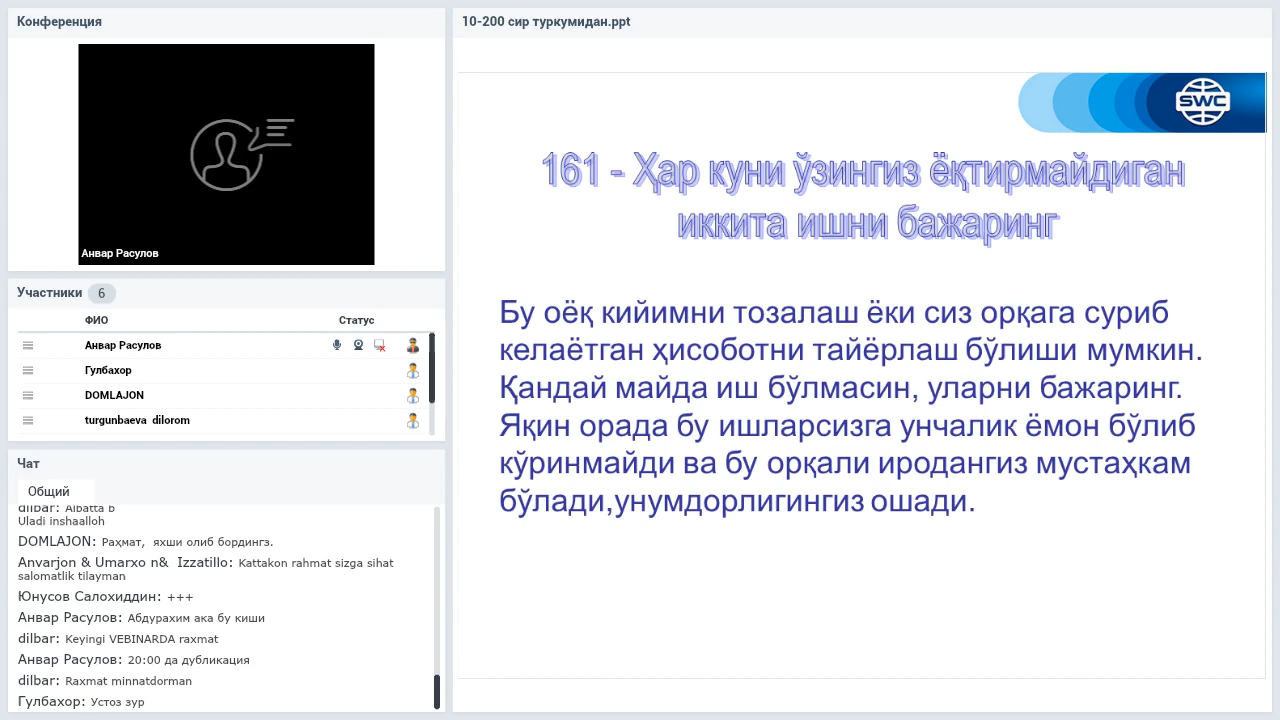 Конференция
Анвар Расулов
Участники 6
ФИО Статус
Анвар Расулов
Гулбахор
DOMLAJON
turgunbaeva dilorom
Чат
Общий
dilbar: Albatta b
Uladi inshaalloh
DOMLAJON: Раҳмат, яхши олиб бордингз.
Anvarjon & Umarxo n& Izzatillo: Kattakon rahmat sizga sihat
salomatlik tilayman
Юнусов Салохиддин: +++
Анвар Расулов: Абдурахим ака бу киши
dilbar: Keyingi VEBINARDA raxmat
Анвар Расулов: 20:00 да дубликация
dilbar: Raxmat minnatdorman
Гулбахор: Устоз зур
10-200 сир туркумидан.ppt
SWC
161 - Ҳар куни ўзингиз ёқтирмайдиган
иккита ишни бажаринг
Бу оёқ кийимни тозалаш ёки сиз орқага суриб
келаётган ҳисоботни тайёрлаш бўлиши мумкин.
Қандай майда иш бўлмасин, уларни бажаринг.
Яқин орада бу ишларсизга унчалик ёмон бўлиб
кўринмайди ва бу орқали иродангиз мустаҳкам
бўлади,унумдорлигингиз ошади.